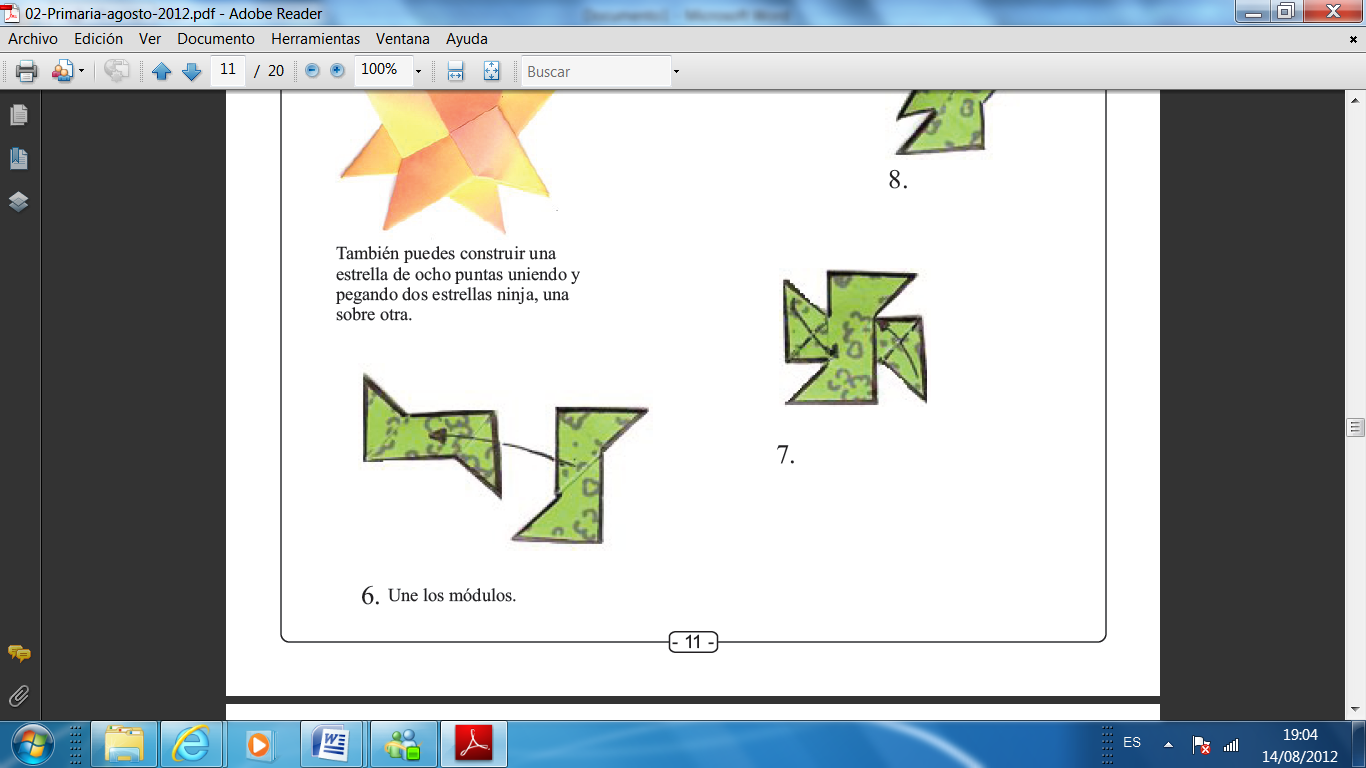 02-Primaria-agosto-2012.pdf - Adobe Reader
Archivo Edición Ver Documento Herramientas Ventana Ayuda
11 / 20 100% Buscar
8.
También puedes construir una
estrella de ocho puntas uniendo y
pegando dos estrellas ninja, una
sobre otra.
7.
6. Une los módulos.
- 11 -
ES
19:04
14/08/2012